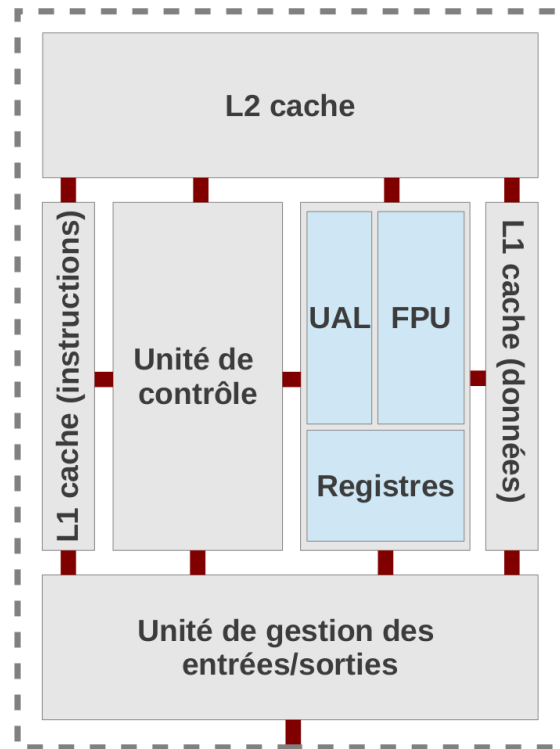 L2 cache
L1 cache (instructions)
Unité de
contrôle
UAL
FPU
Registres
L1 cache (données)
Unité de gestion des
entrées/sorties